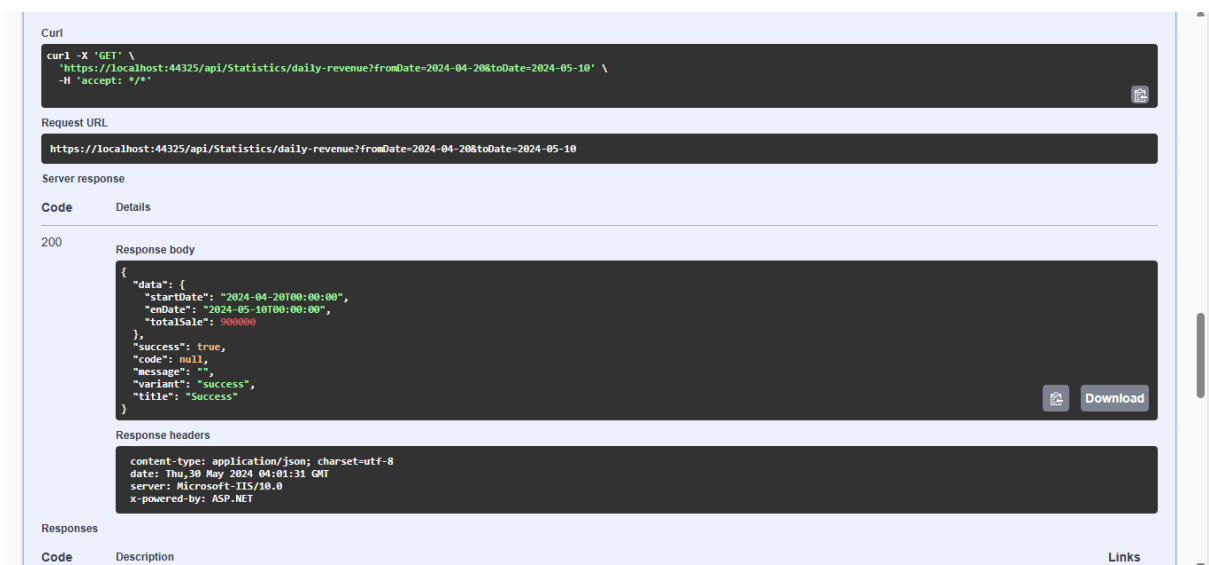 Curl
curl -X 'GET' \
'https://localhost:44325/api/Statistics/daily-revenue?fromDate=2024-04-20&toDate=2024-05-10' \
-H 'accept: */*'
Request URL
https://localhost:44325/api/Statistics/daily-revenue?fromDate=2024-04-20&toDate=2024-05-10
Server response
Code Details
200
Response body
{
"data": {
"startDate": "2024-04-20T00:00:00",
"enDate": "2024-05-10T00:00:00",
"totalSale": 900000
},
"success": true,
"code": null,
"message": "",
"variant": "success",
"title": "Success"
}
Download
Response headers
content-type: application/json; charset=utf-8
date: Thu,30 May 2024 04:01:31 GMT
server: Microsoft-IIS/10.0
x-powered-by: ASP.NET
Responses
Code Description Links